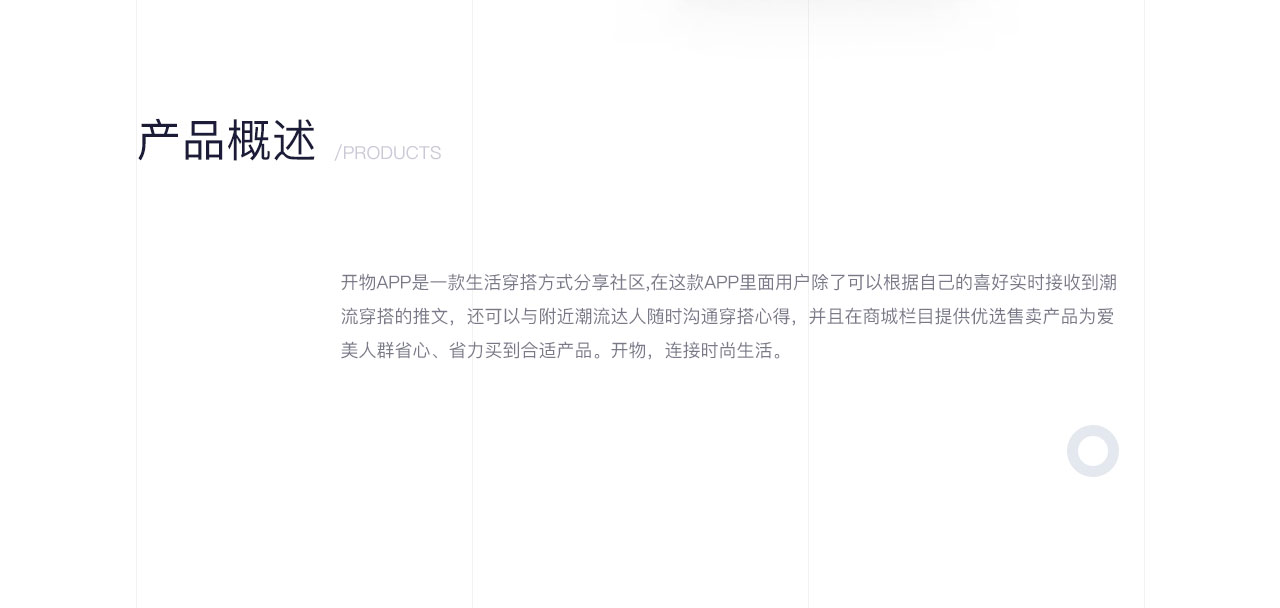 产品概述 /PRODUCTS
开物APP是一款生活穿搭方式分享社区,在这款APP里面用户除了可以根据自己的喜好实时接收到潮
流穿搭的推文，还可以与附近潮流达人随时沟通穿搭心得，并且在商城栏目提供优选售卖产品为爱
美人群省心、省力买到合适产品。开物，连接时尚生活。